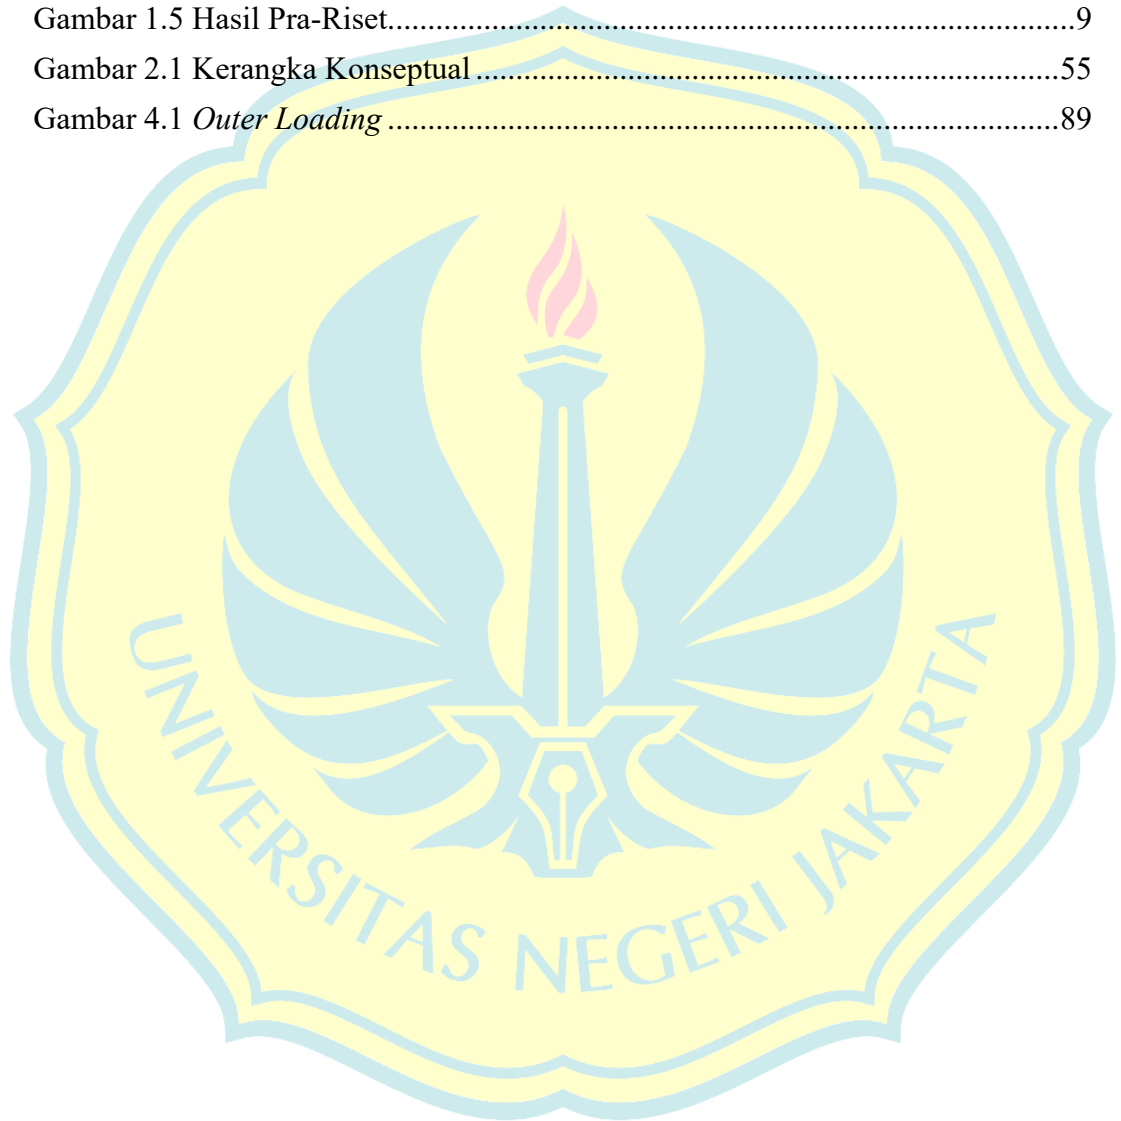 Gambar 1.5 Hasil Pra-Riset.....................................................................................9
Gambar 2.1 Kerangka Konseptual........................................................................55
Gambar 4.1 Outer Loading...................................................................................89
UNIVERSITAS NEGERI JAKARTA